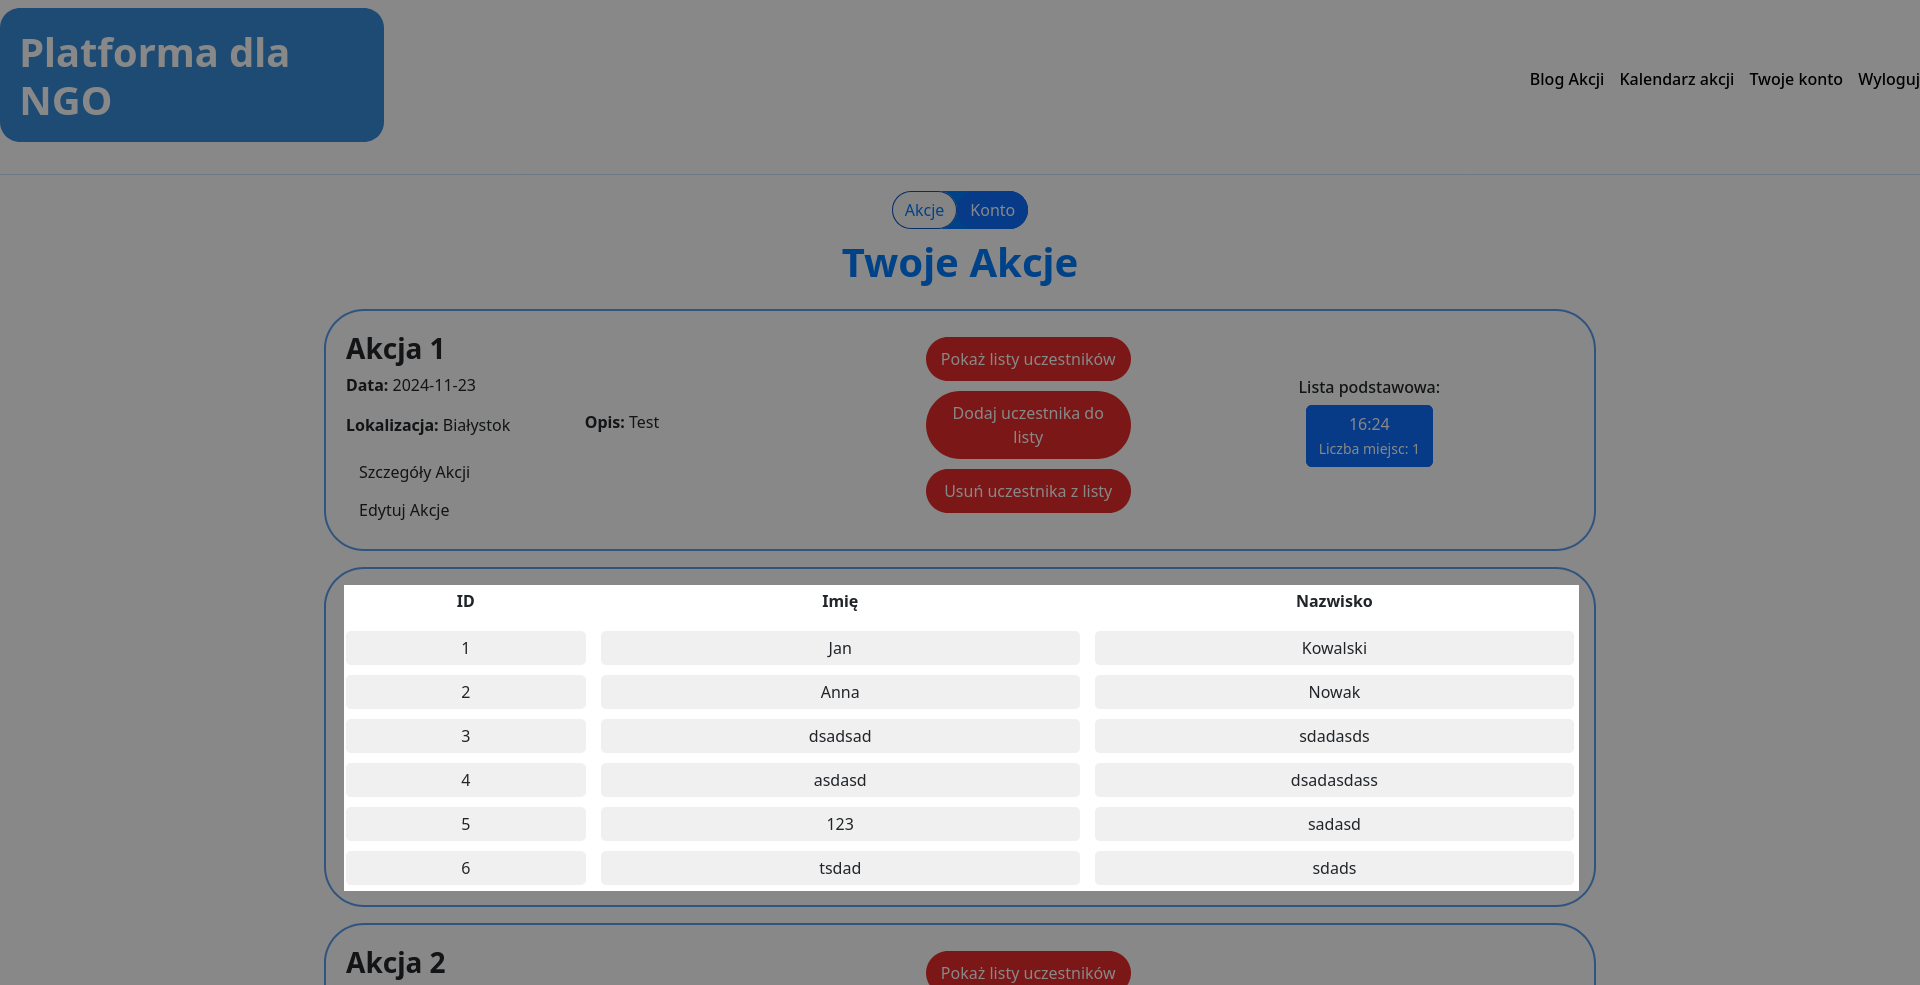 Platforma dla
NGO
Blog Akcji Kalendarz akcji Twoje konto Wyloguj
Akcje Konto
Twoje Akcje
Akcja 1
Data: 2024-11-23
Lokalizacja: Białystok
Opis: Test
Szczegóły Akcji
Edytuj Akcje
Pokaż listy uczestników
Dodaj uczestnika do
listy
Usuń uczestnika z listy
Lista podstawowa:
16:24
Liczba miejsc: 1
ID Imię Nazwisko
1 Jan Kowalski
2 Anna Nowak
3 dsadsad sdadasds
4 asdasd dsadasdass
5 123 sadasd
6 tsdad sdads
Akcja 2
Pokaż listy uczestników